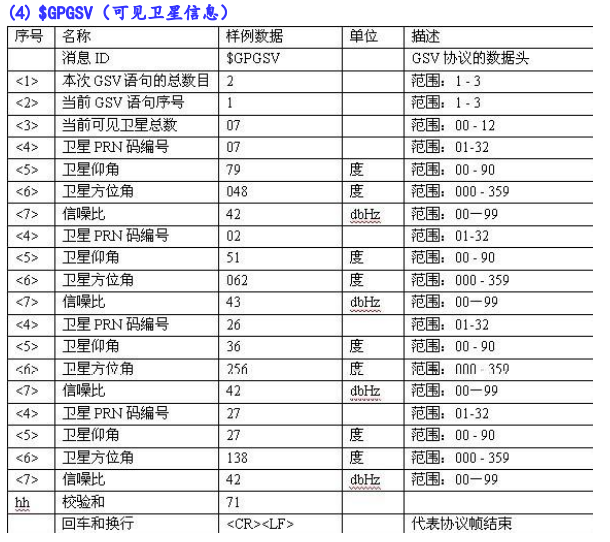 (4) $GPGSV（可见卫星信息）
序号 名称 样例数据 单位 描述
消息 ID $GPGSV GSV 协议的数据头
<1> 本次 GSV 语句的总数目 2 范围：1 - 3
<2> 当前 GSV 语句序号 1 范围：1 - 3
<3> 当前可见卫星总数 07 范围：00 - 12
<4> 卫星 PRN 码编号 07 范围：01-32
<5> 卫星仰角 79 度 范围：00 - 90
<6> 卫星方位角 048 度 范围：000 - 359
<7> 信噪比 42 dbHz 范围：00—99
<4> 卫星 PRN 码编号 02 范围：01-32
<5> 卫星仰角 51 度 范围：00 - 90
<6> 卫星方位角 062 度 范围：000 - 359
<7> 信噪比 43 dbHz 范围：00—99
<4> 卫星 PRN 码编号 26 范围：01-32
<5> 卫星仰角 36 度 范围：00 - 90
<6> 卫星方位角 256 度 范围：000 - 359
<7> 信噪比 42 dbHz 范围：00—99
<4> 卫星 PRN 码编号 27 范围：01-32
<5> 卫星仰角 27 度 范围：00 - 90
<6> 卫星方位角 138 度 范围：000 - 359
<7> 信噪比 42 dbHz 范围：00—99
hh 校验和 71
回车和换行 <CR><LF> 代表协议帧结束